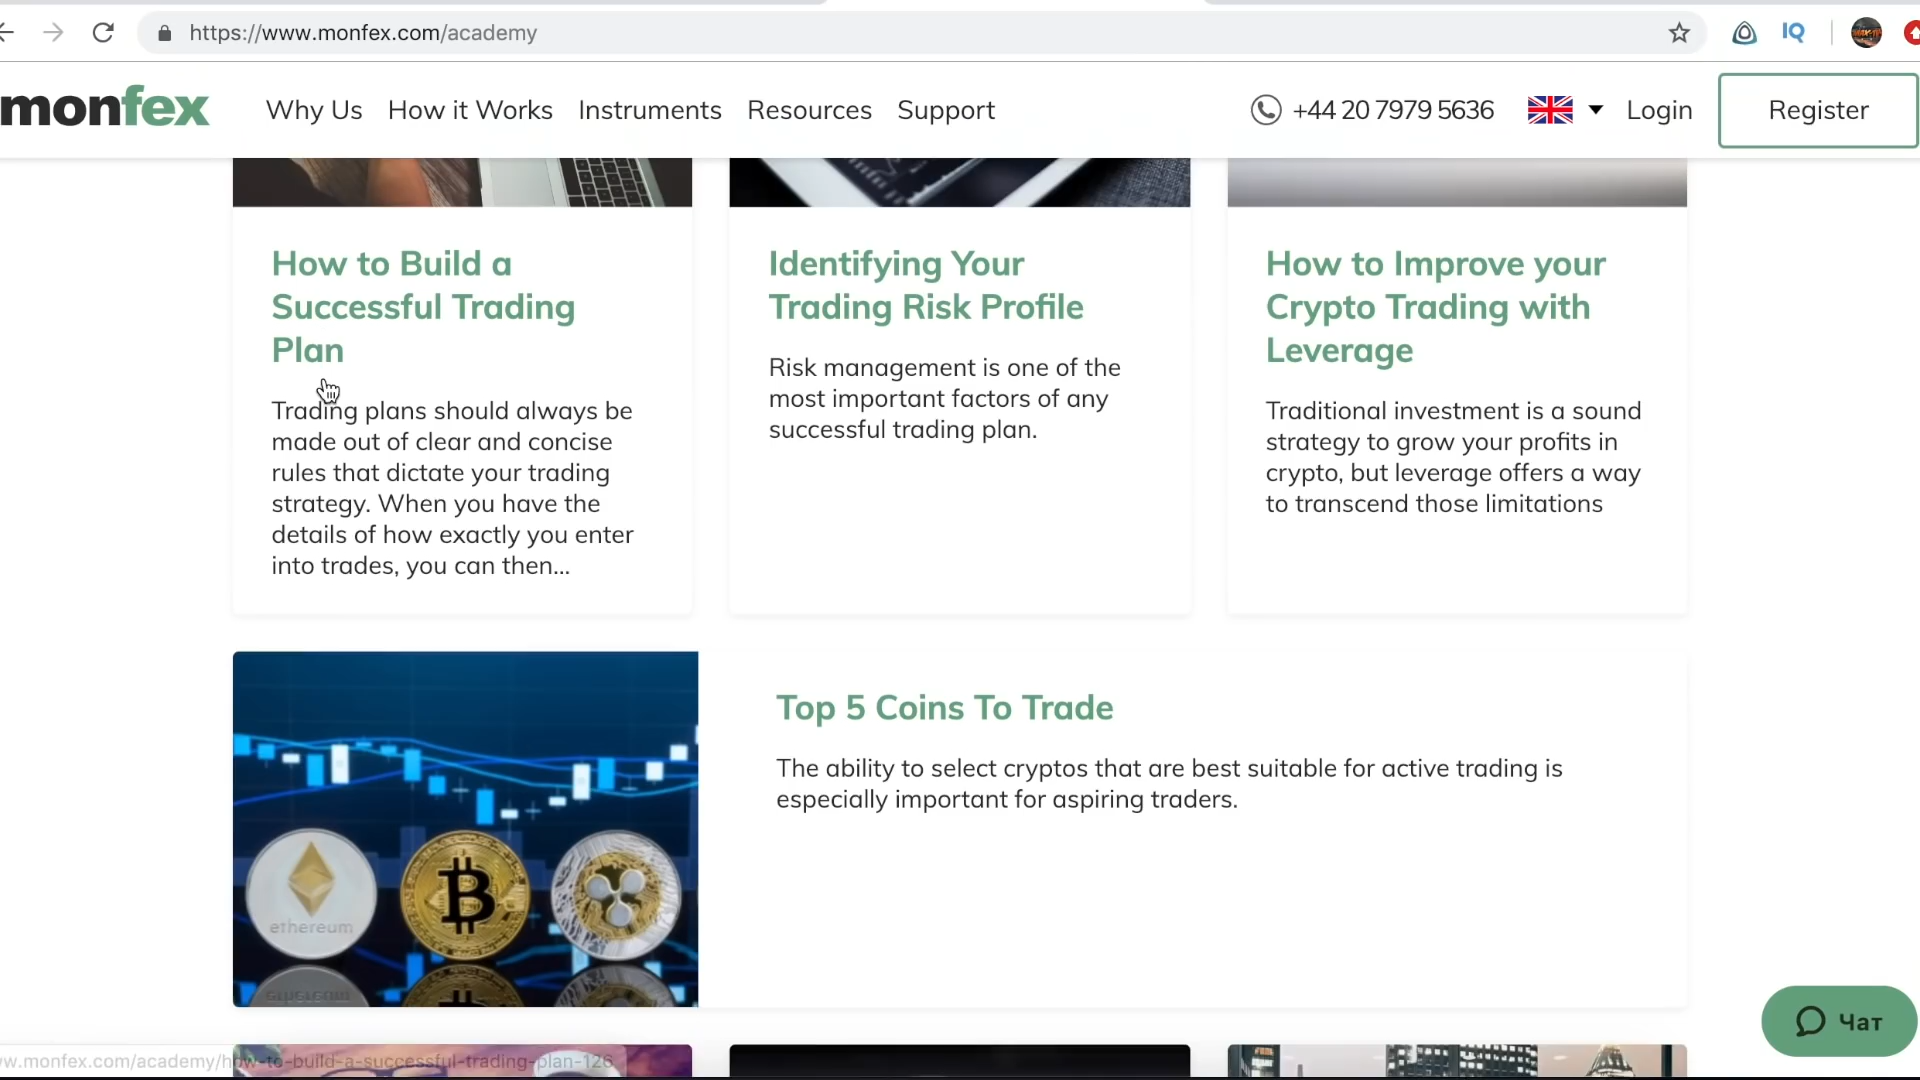 https://www.monfex.com/academy
IQ
monfex
Why Us
How it Works
Instruments
Resources
Support
+44 20 7979 5636
Login
Register
How to Build a
Successful Trading
Plan
Trading plans should always be
made out of clear and concise
rules that dictate your trading
strategy. When you have the
details of how exactly you enter
into trades, you can then...
Identifying Your
Trading Risk Profile
Risk management is one of the
most important factors of any
successful trading plan.
How to Improve your
Crypto Trading with
Leverage
Traditional investment is a sound
strategy to grow your profits in
crypto, but leverage offers a way
to transcend those limitations
ethereum
Top 5 Coins To Trade
The ability to select cryptos that are best suitable for active trading is
especially important for aspiring traders.
Чат
w.monfex.com/academy/how-to-build-a-successful-trading-plan-126